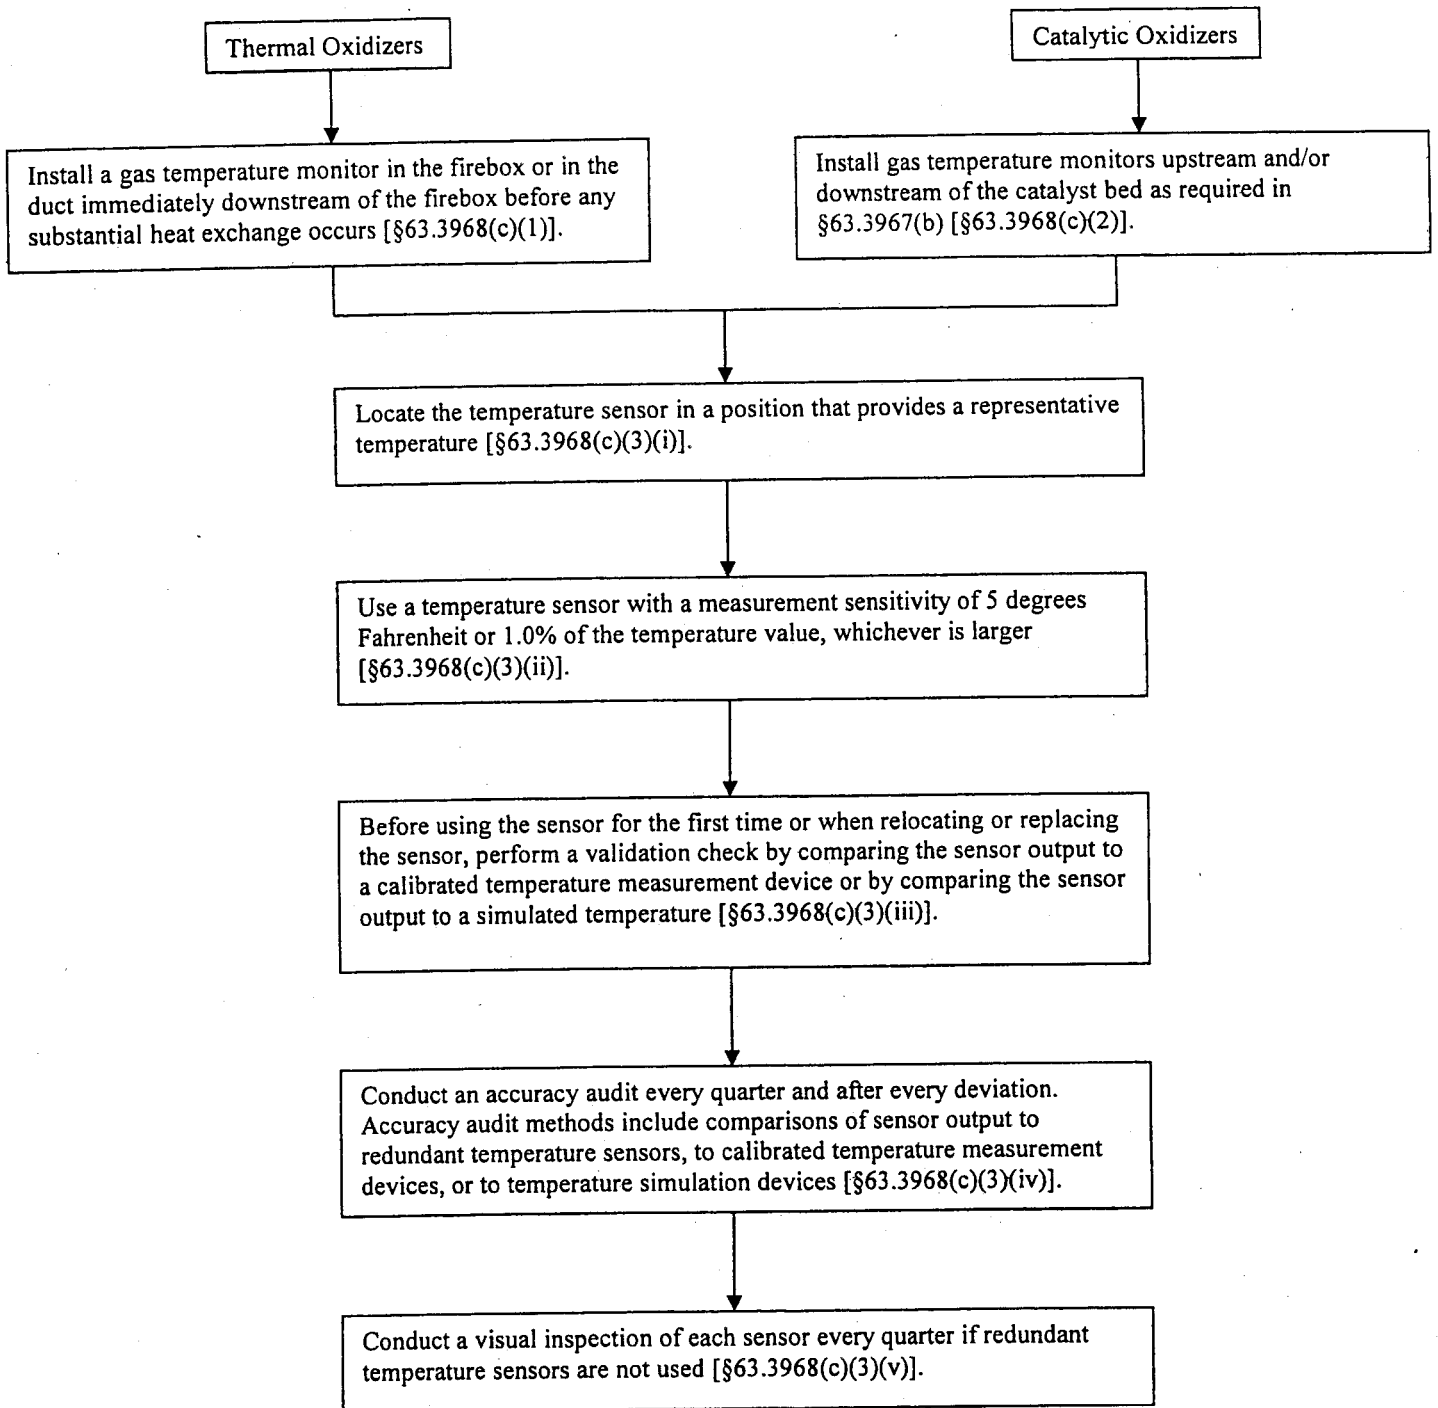 Thermal Oxidizers
Catalytic Oxidizers
Install a gas temperature monitor in the firebox or in the
duct immediately downstream of the firebox before any
substantial heat exchange occurs [§63.3968(c)(1)].
Install gas temperature monitors upstream and/or
downstream of the catalyst bed as required in
§63.3967(b) [§63.3968(c)(2)].
Locate the temperature sensor in a position that provides a representative
temperature [§63.3968(c)(3)(i)].
Use a temperature sensor with a measurement sensitivity of 5 degrees
Fahrenheit or 1.0% of the temperature value, whichever is larger
[§63.3968(c)(3)(ii)].
Before using the sensor for the first time or when relocating or replacing
the sensor, perform a validation check by comparing the sensor output to
a calibrated temperature measurement device or by comparing the sensor
output to a simulated temperature [§63.3968(c)(3)(iii)].
Conduct an accuracy audit every quarter and after every deviation.
Accuracy audit methods include comparisons of sensor output to
redundant temperature sensors, to calibrated temperature measurement
devices, or to temperature simulation devices [§63.3968(c)(3)(iv)].
Conduct a visual inspection of each sensor every quarter if redundant
temperature sensors are not used [§63.3968(c)(3)(v)].